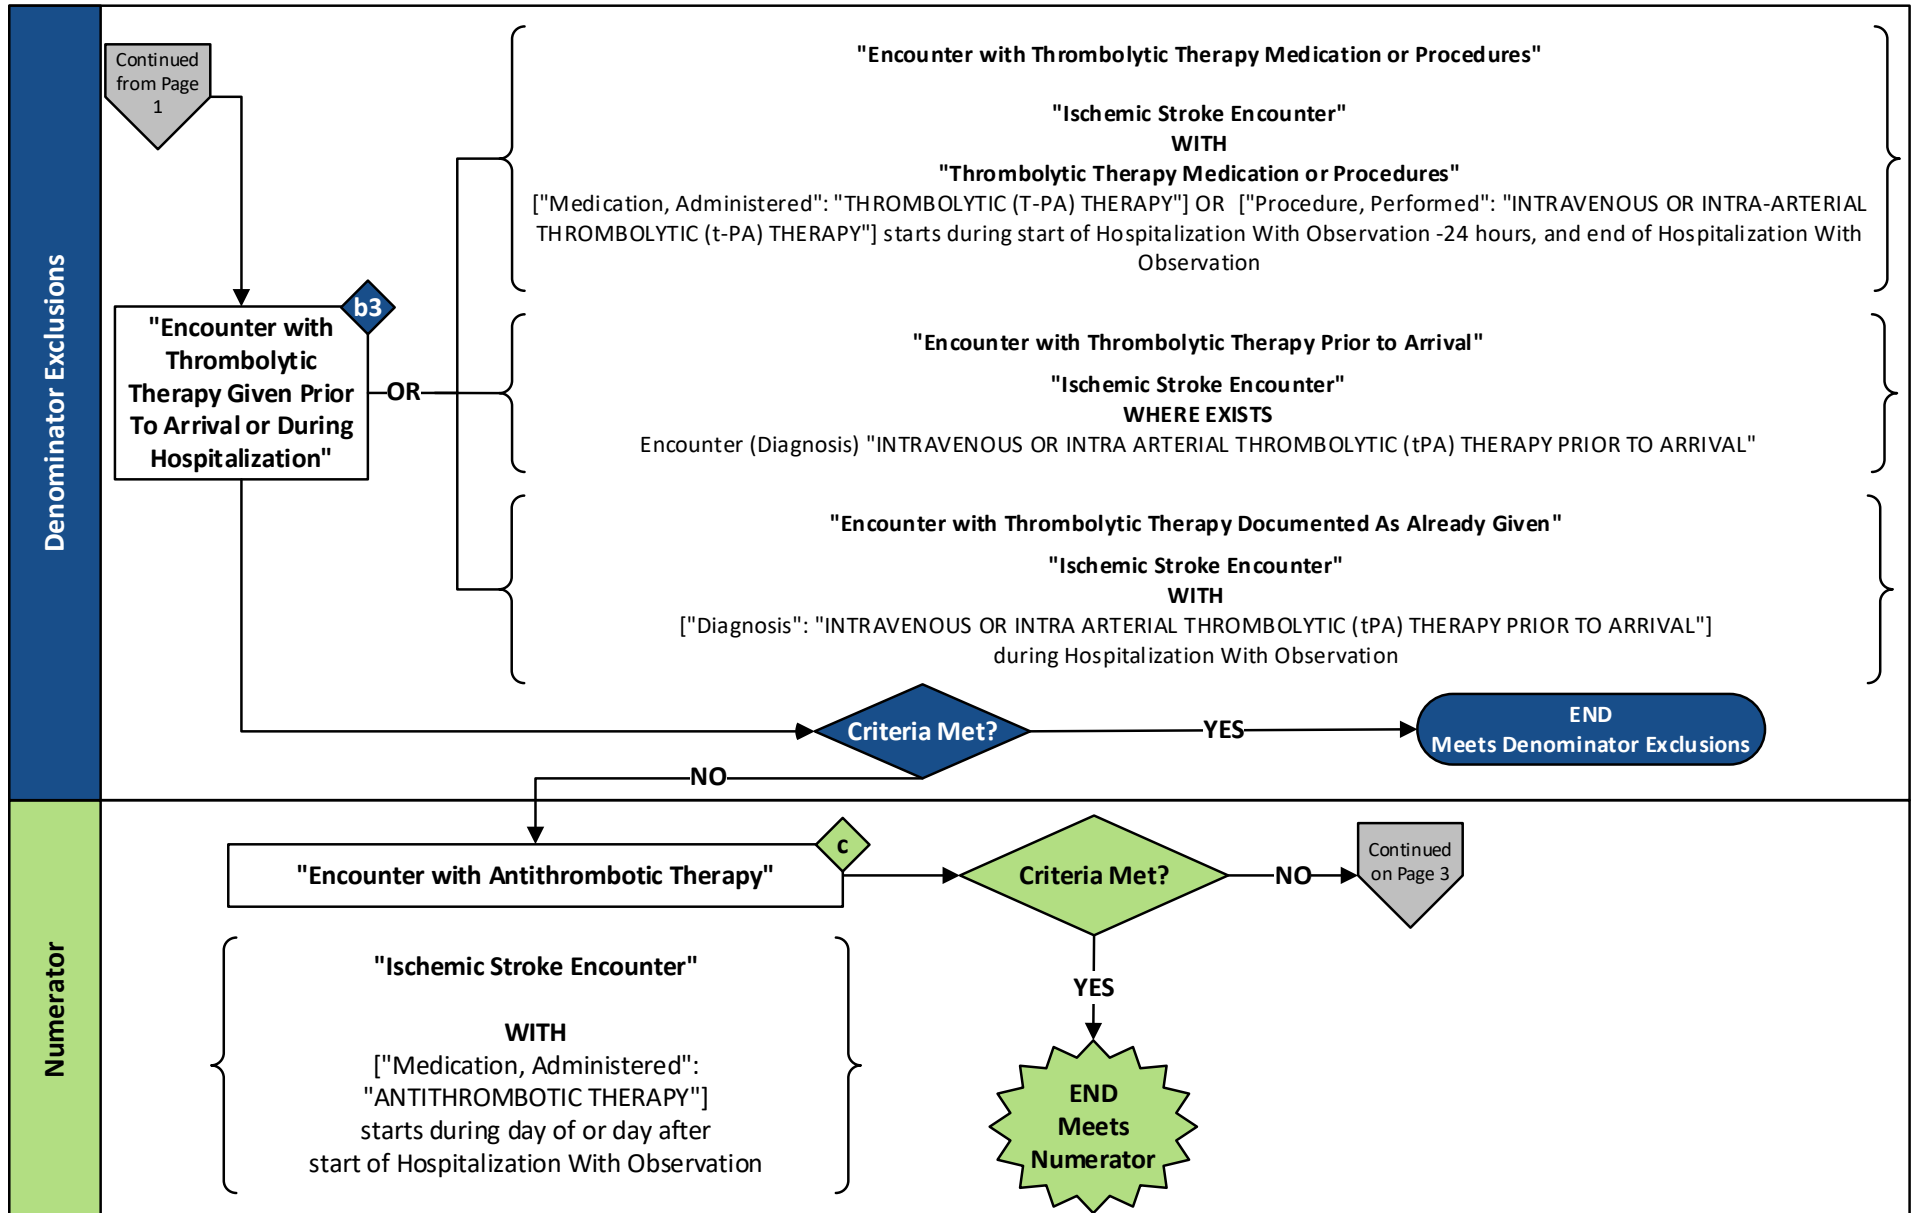 Denominator Exclusions
Continued
from Page
1
"Encounter with Thrombolytic Therapy Medication or Procedures"
"Ischemic Stroke Encounter"
WITH
"Thrombolytic Therapy Medication or Procedures"
["Medication, Administered": "THROMBOLYTIC (T-PA) THERAPY"] OR ["Procedure, Performed": "INTRAVENOUS OR INTRA-ARTERIAL
THROMBOLYTIC (t-PA) THERAPY"] starts during start of Hospitalization With Observation -24 hours, and end of Hospitalization With
Observation
b3
"Encounter with
Thrombolytic
Therapy Given Prior
To Arrival or During
Hospitalization"
OR
"Encounter with Thrombolytic Therapy Prior to Arrival"
"Ischemic Stroke Encounter"
WHERE EXISTS
Encounter (Diagnosis) "INTRAVENOUS OR INTRA ARTERIAL THROMBOLYTIC (tPA) THERAPY PRIOR TO ARRIVAL"
"Encounter with Thrombolytic Therapy Documented As Already Given"
"Ischemic Stroke Encounter"
WITH
["Diagnosis": "INTRAVENOUS OR INTRA ARTERIAL THROMBOLYTIC (tPA) THERAPY PRIOR TO ARRIVAL"]
during Hospitalization With Observation
Criteria Met?
YES
END
Meets Denominator Exclusions
NO
Numerator
"Encounter with Antithrombotic Therapy"
c
Criteria Met?
NO
Continued
on Page 3
"Ischemic Stroke Encounter"
WITH
["Medication, Administered":
"ANTITHROMBOTIC THERAPY"]
starts during day of or day after
start of Hospitalization With Observation
YES
END
Meets
Numerator